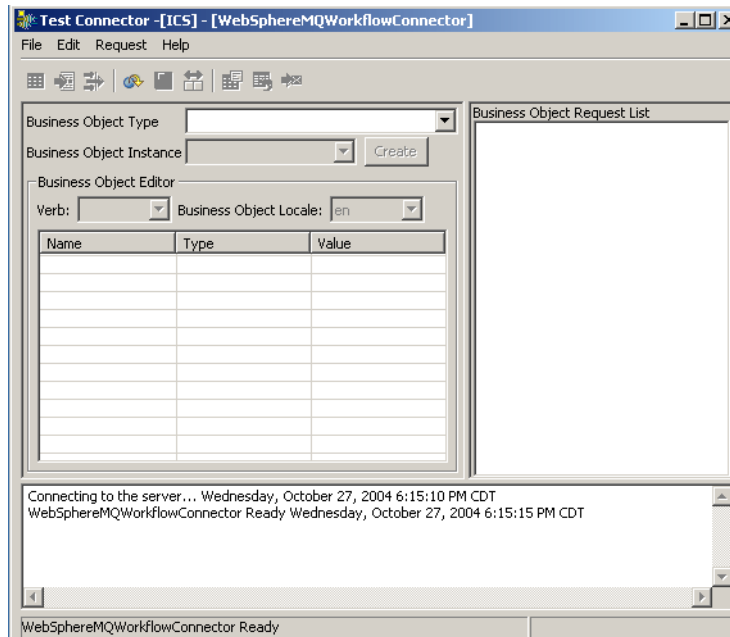 Test Connector -[ICS] - [WebSphereMQWorkflowConnector]
File Edit Request Help
Business Object Type
Business Object Instance Create
Business Object Editor
Verb: Business Object Locale: en
Name Type Value
Business Object Request List
Connecting to the server... Wednesday, October 27, 2004 6:15:10 PM CDT
WebSphereMQWorkflowConnector Ready Wednesday, October 27, 2004 6:15:15 PM CDT
WebSphereMQWorkflowConnector Ready